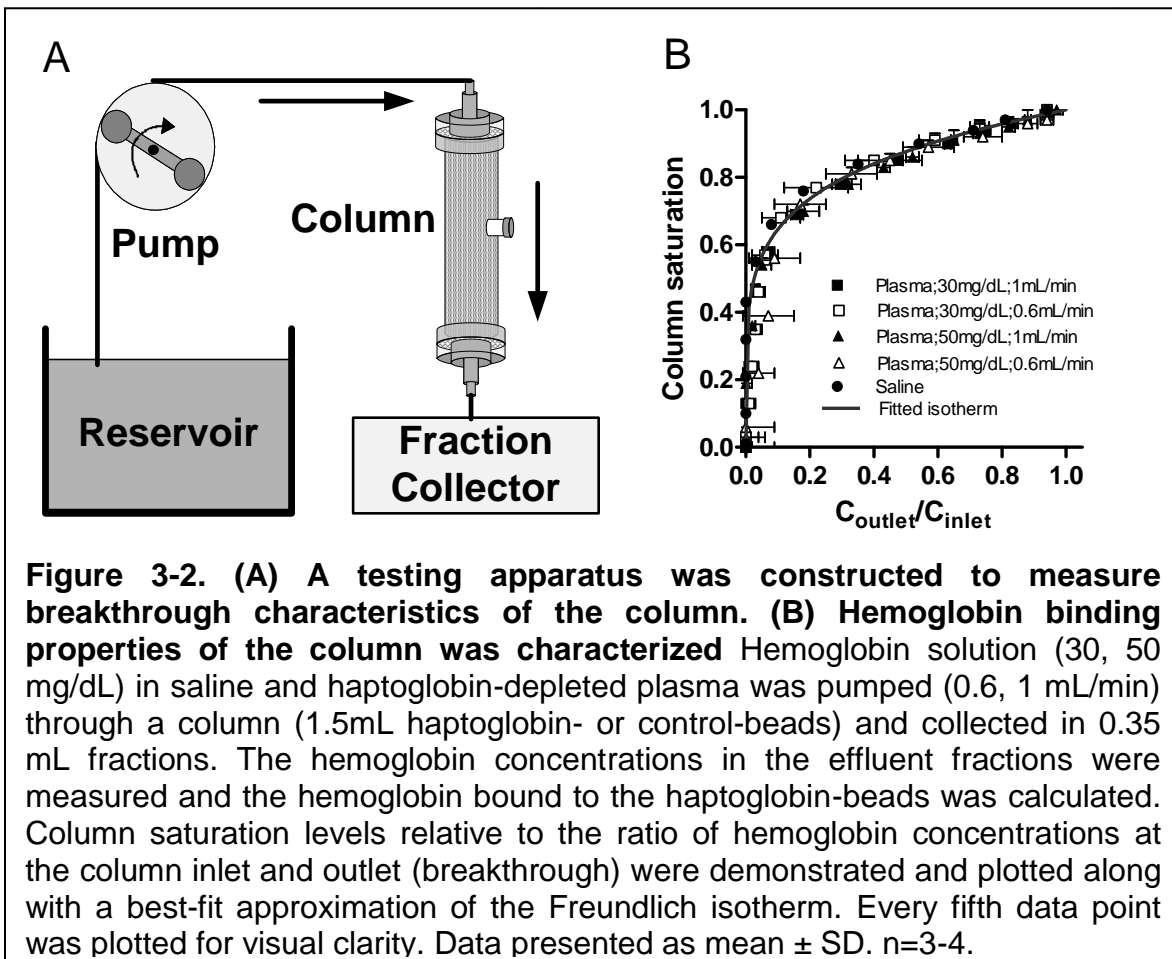 A
Pump
Column
Reservoir
Fraction
Collector
B
Column saturation
1.0
0.8
0.6
0.4
0.2
0.0
0.0 0.2 0.4 0.6 0.8 1.0
Coutlet/Cinlet
Plasma;30mg/dL;1mL/min
Plasma;30mg/dL;0.6mL/min
Plasma;50mg/dL;1mL/min
Plasma;50mg/dL;0.6mL/min
Saline
Fitted isotherm
Figure 3-2. (A) A testing apparatus was constructed to measure
breakthrough characteristics of the column. (B) Hemoglobin binding
properties of the column was characterized Hemoglobin solution (30, 50
mg/dL) in saline and haptoglobin-depleted plasma was pumped (0.6, 1 mL/min)
through a column (1.5mL haptoglobin- or control-beads) and collected in 0.35
mL fractions. The hemoglobin concentrations in the effluent fractions were
measured and the hemoglobin bound to the haptoglobin-beads was calculated.
Column saturation levels relative to the ratio of hemoglobin concentrations at
the column inlet and outlet (breakthrough) were demonstrated and plotted along
with a best-fit approximation of the Freundlich isotherm. Every fifth data point
was plotted for visual clarity. Data presented as mean ± SD. n=3-4.